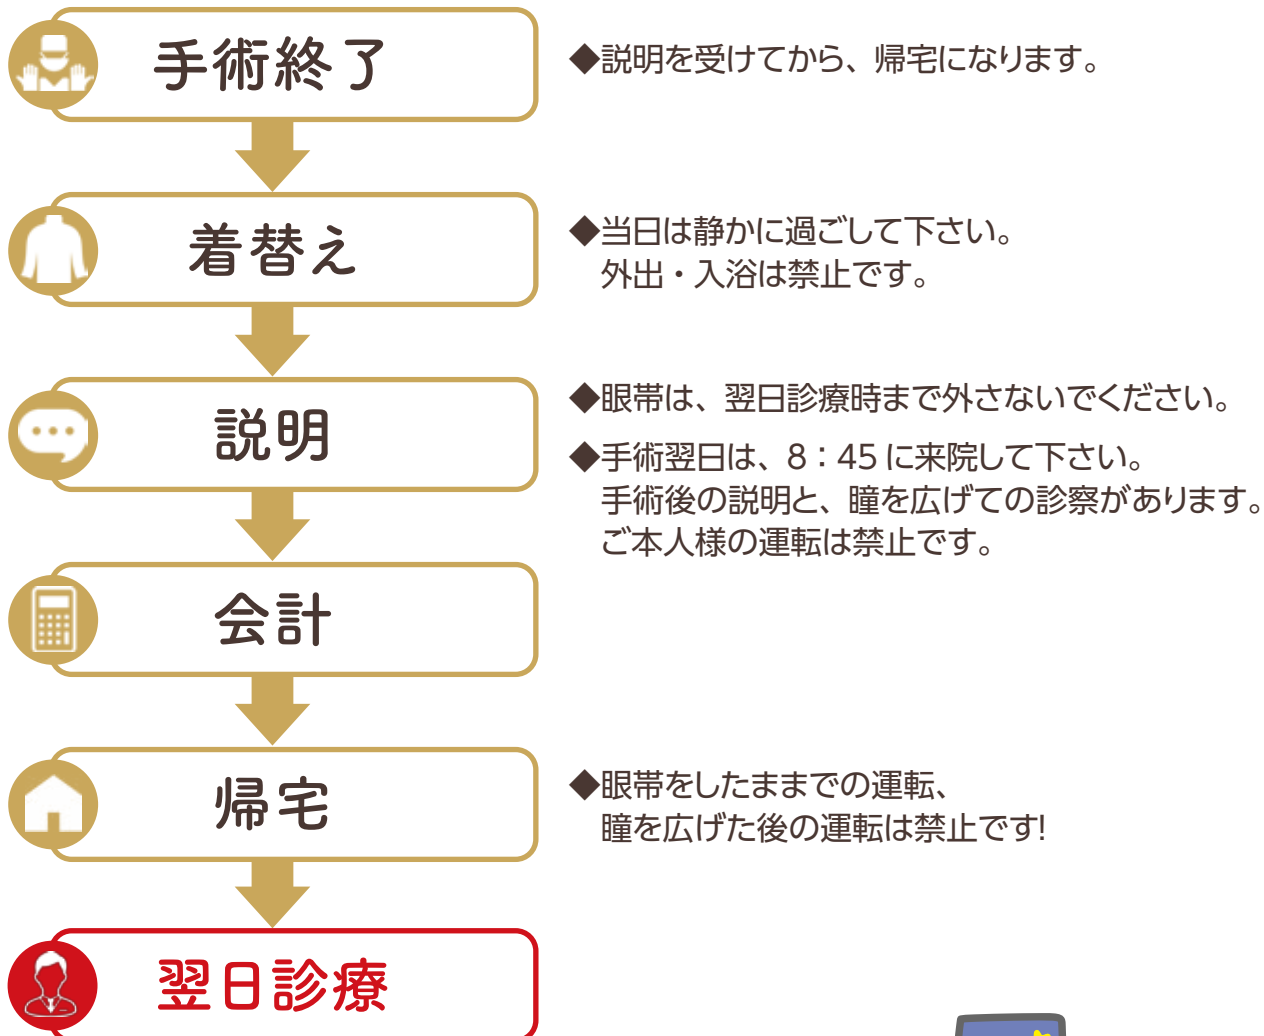 手術終了
◆説明を受けてから、帰宅になります。
着替え
◆当日は静かに過ごして下さい。
外出・入浴は禁止です。
説明
◆眼帯は、翌日診療時まで外さないでください。
◆手術翌日は、8：45に来院して下さい。
手術後の説明と、瞳を広げての診察があります。
ご本人様の運転は禁止です。
会計
帰宅
◆眼帯をしたままでの運転、
瞳を広げた後の運転は禁止です!
翌日診療